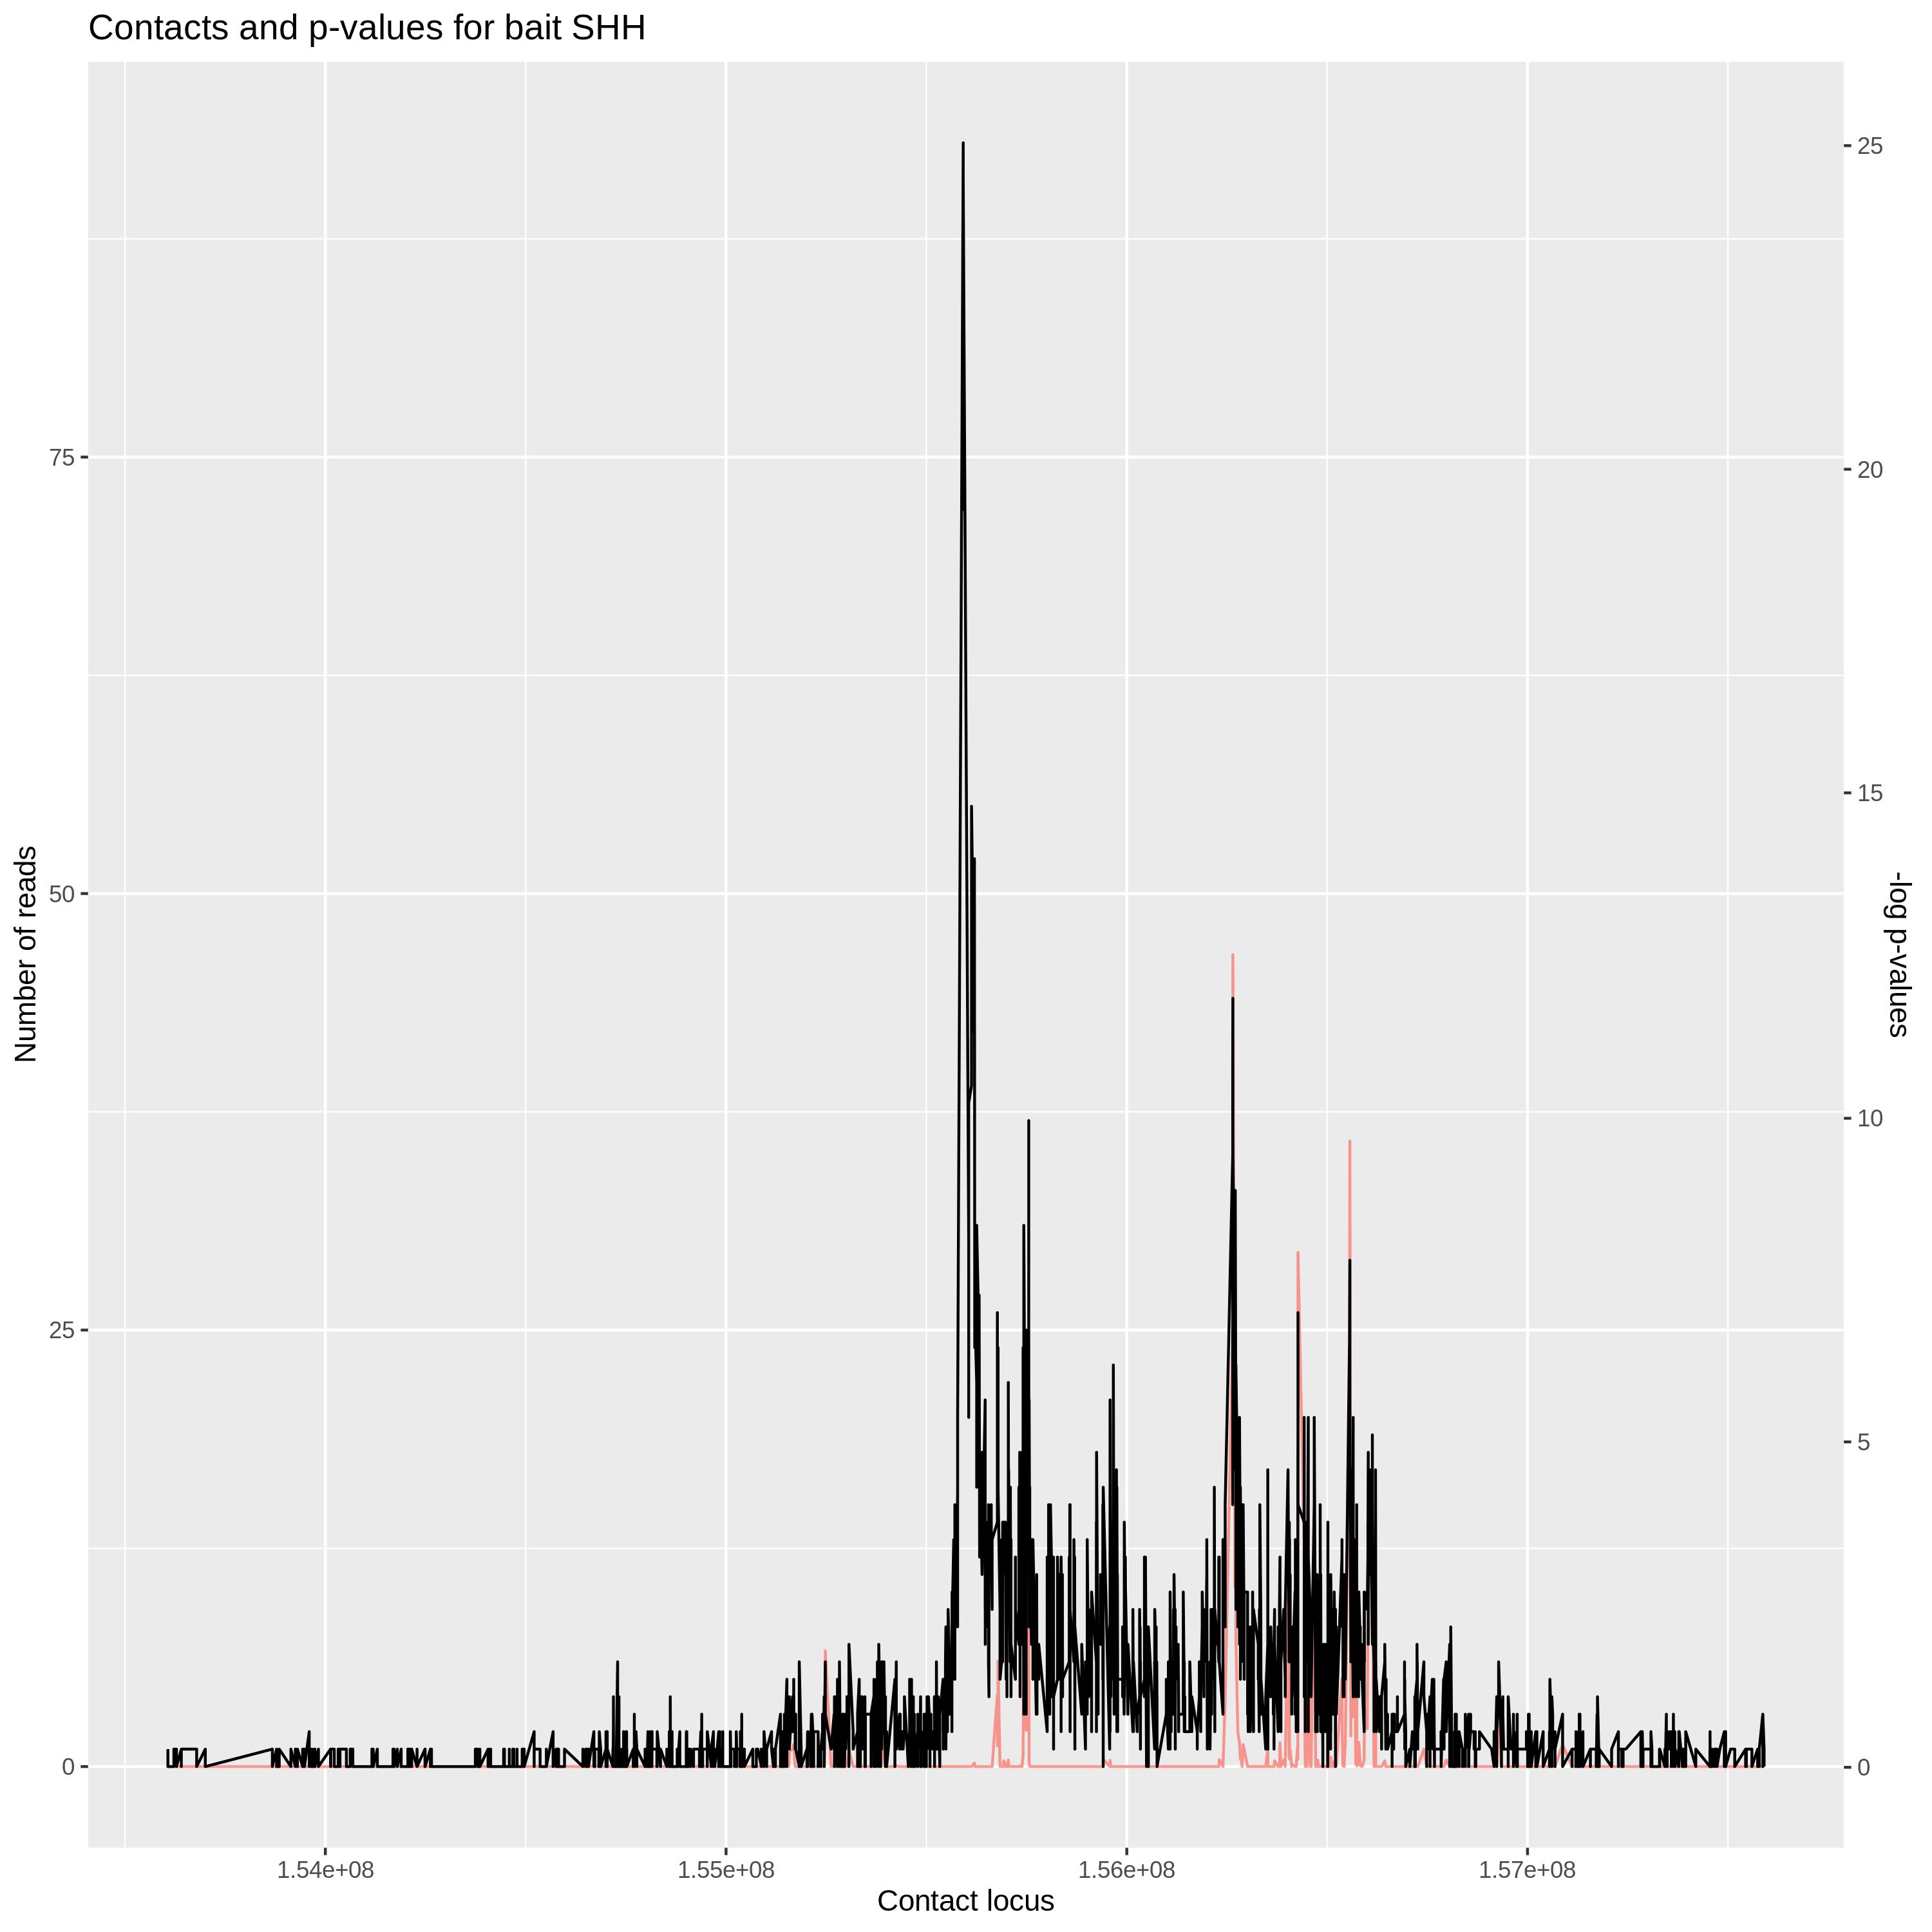 Contacts and p-values for bait SHH
Number of reads
75
50
25
0
25
20
15
10
5
0
-log p-values
1.54e+08
1.55e+08
1.56e+08
1.57e+08
Contact locus